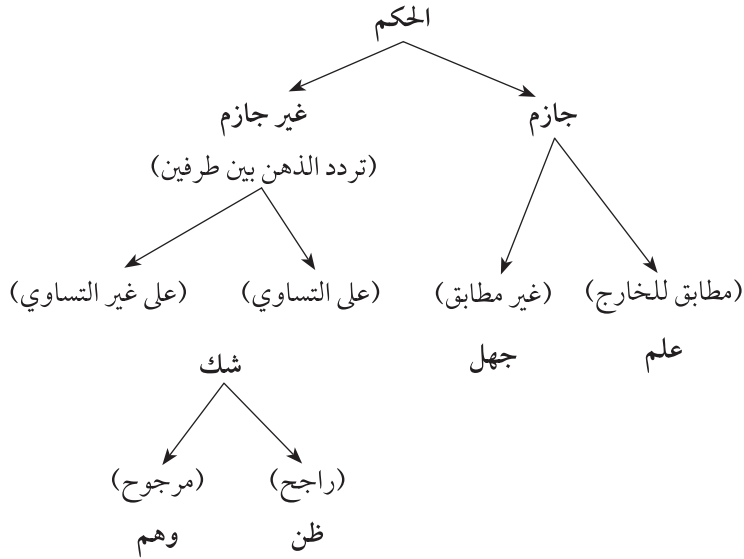 الحكم
جازم
غير جازم
(تردد الذهن بين طرفين)
(مطابق للخارج)
(غير مطابق)
(على التساوي)
(على غير التساوي)
علم
جهل
شك
(راجح)
(مرجوح)
ظن
وهم